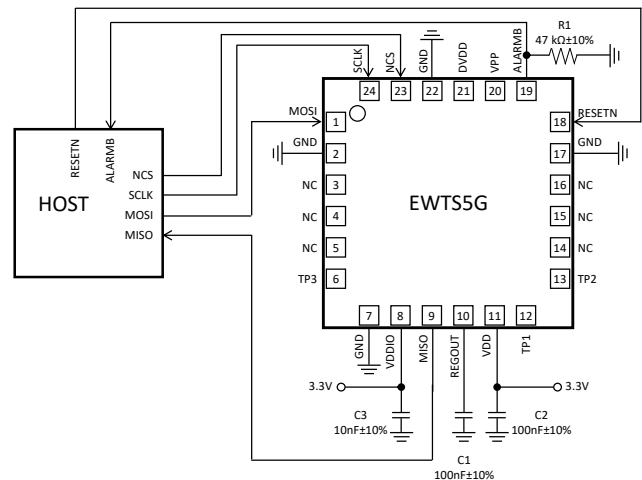 R1
47 kΩ±10%
SCLK
NCS
GND
DVDD
VPP
ALARMB
24
23
22
21
20
19
RESETN
ALARMB
MOSI
1
18
RESETN
GND
2
17
GND
HOST
NCS
SCLK
MOSI
MISO
NC
3
16
NC
EWTS5G
NC
4
15
NC
NC
5
14
NC
TP3
6
13
TP2
7
8
9
10
11
12
GND
VDDIO
MISO
REGOUT
VDD
TP1
3.3V
3.3V
C3
10nF±10%
C2
100nF±10%
C1
100nF±10%